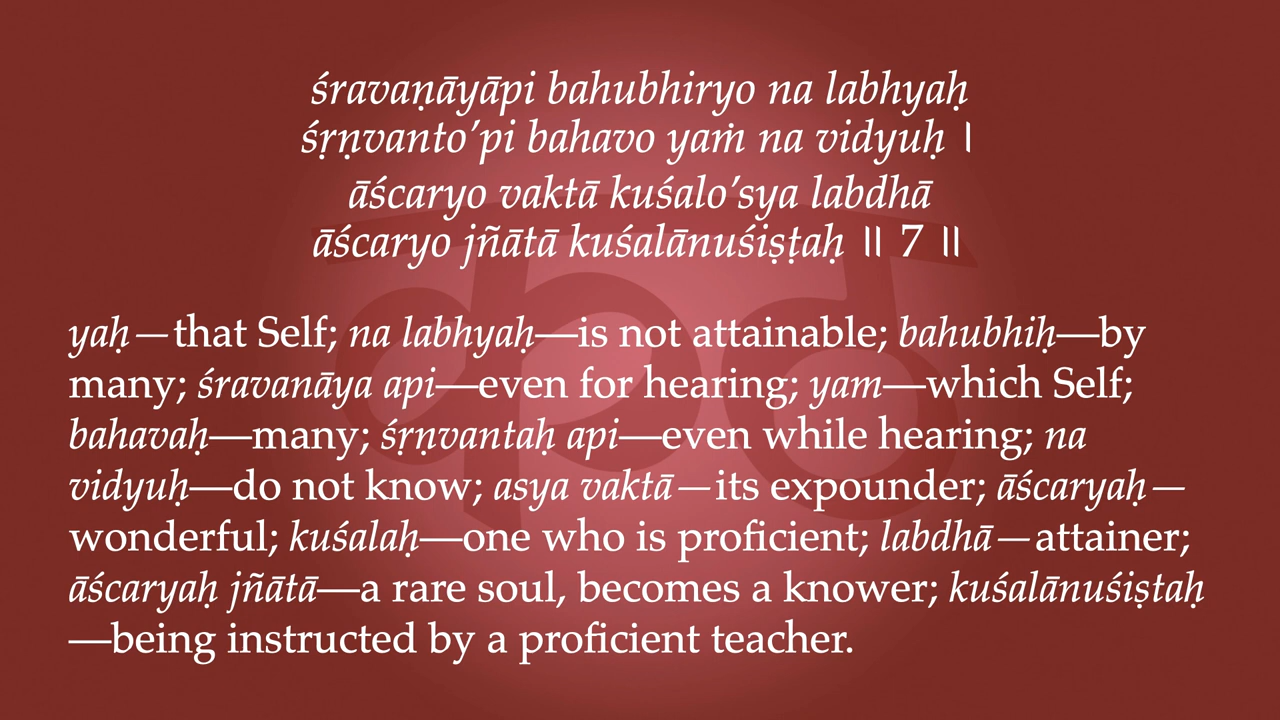 śravaṇāyāpi bahubhiryo na labhyaḥ
śṛṇvanto’pi bahavo yaṁ na vidyuḥ ।
āścaryo vaktā kuśalo’sya labdhā
āścaryo jñātā kuśalānuśiṣṭaḥ ॥ 7 ॥
yaḥ—that Self; na labhyaḥ—is not attainable; bahubhiḥ—by
many; śravanāya api—even for hearing; yam—which Self;
bahavaḥ—many; śṛṇvantaḥ api—even while hearing; na
vidyuḥ—do not know; asya vaktā—its expounder; āścaryaḥ—
wonderful; kuśalaḥ—one who is proficient; labdhā—attainer;
āścaryaḥ jñātā—a rare soul, becomes a knower; kuśalānuśiṣtaḥ
—being instructed by a proficient teacher.